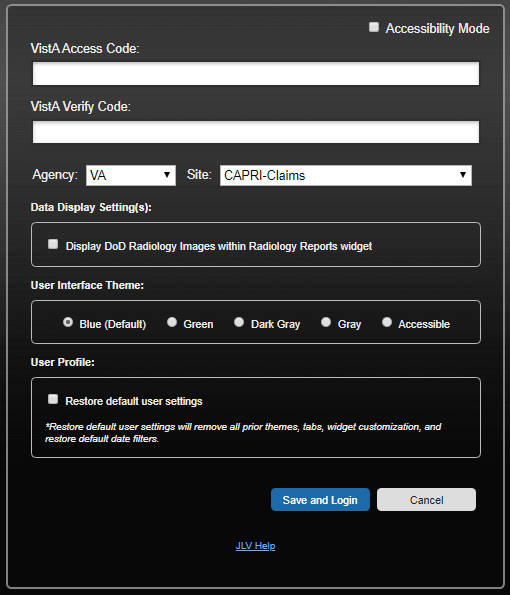 Accessibility Mode
VistA Access Code:
VistA Verify Code:
Agency: VA Site: CAPRI-Claims
Data Display Setting(s):
Display DoD Radiology Images within Radiology Reports widget
User Interface Theme:
Blue (Default) Green Dark Gray Gray Accessible
User Profile:
Restore default user settings
*Restore default user settings will remove all prior themes, tabs, widget customization, and
restore default date filters.
Save and Login Cancel
JLV Help